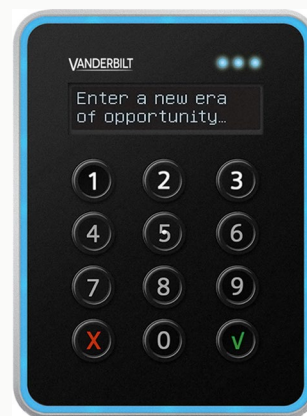 VANDERBILT
Enter a new era
of opportunity…
1 2 3
4 5 6
7 8 9
X 0 √